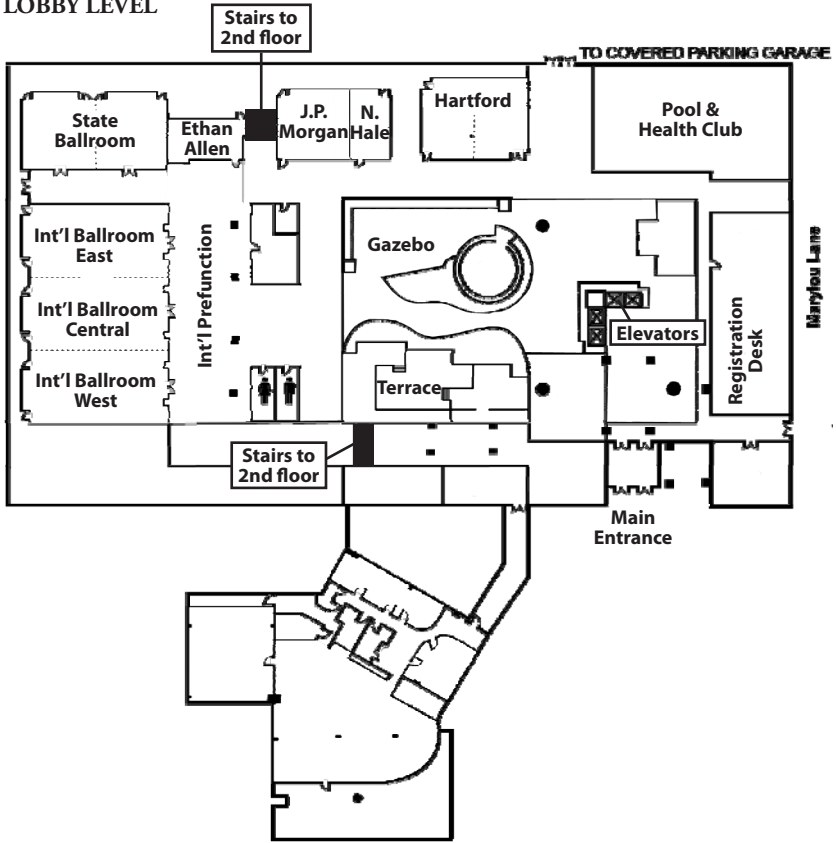 LOBBY LEVEL
Stairs to
2nd floor
TO COVERED PARKING GARAGE
State
Ballroom
Ethan
Allen
J.P.
Morgan
N.
Hale
Hartford
Pool &
Health Club
Int'l Ballroom
East
Int'l Ballroom
Central
Int'l Ballroom
West
Int'l Prefunction
Gazebo
Elevators
Terrace
Registration
Desk
Marylou Lane
Stairs to
2nd floor
Main
Entrance